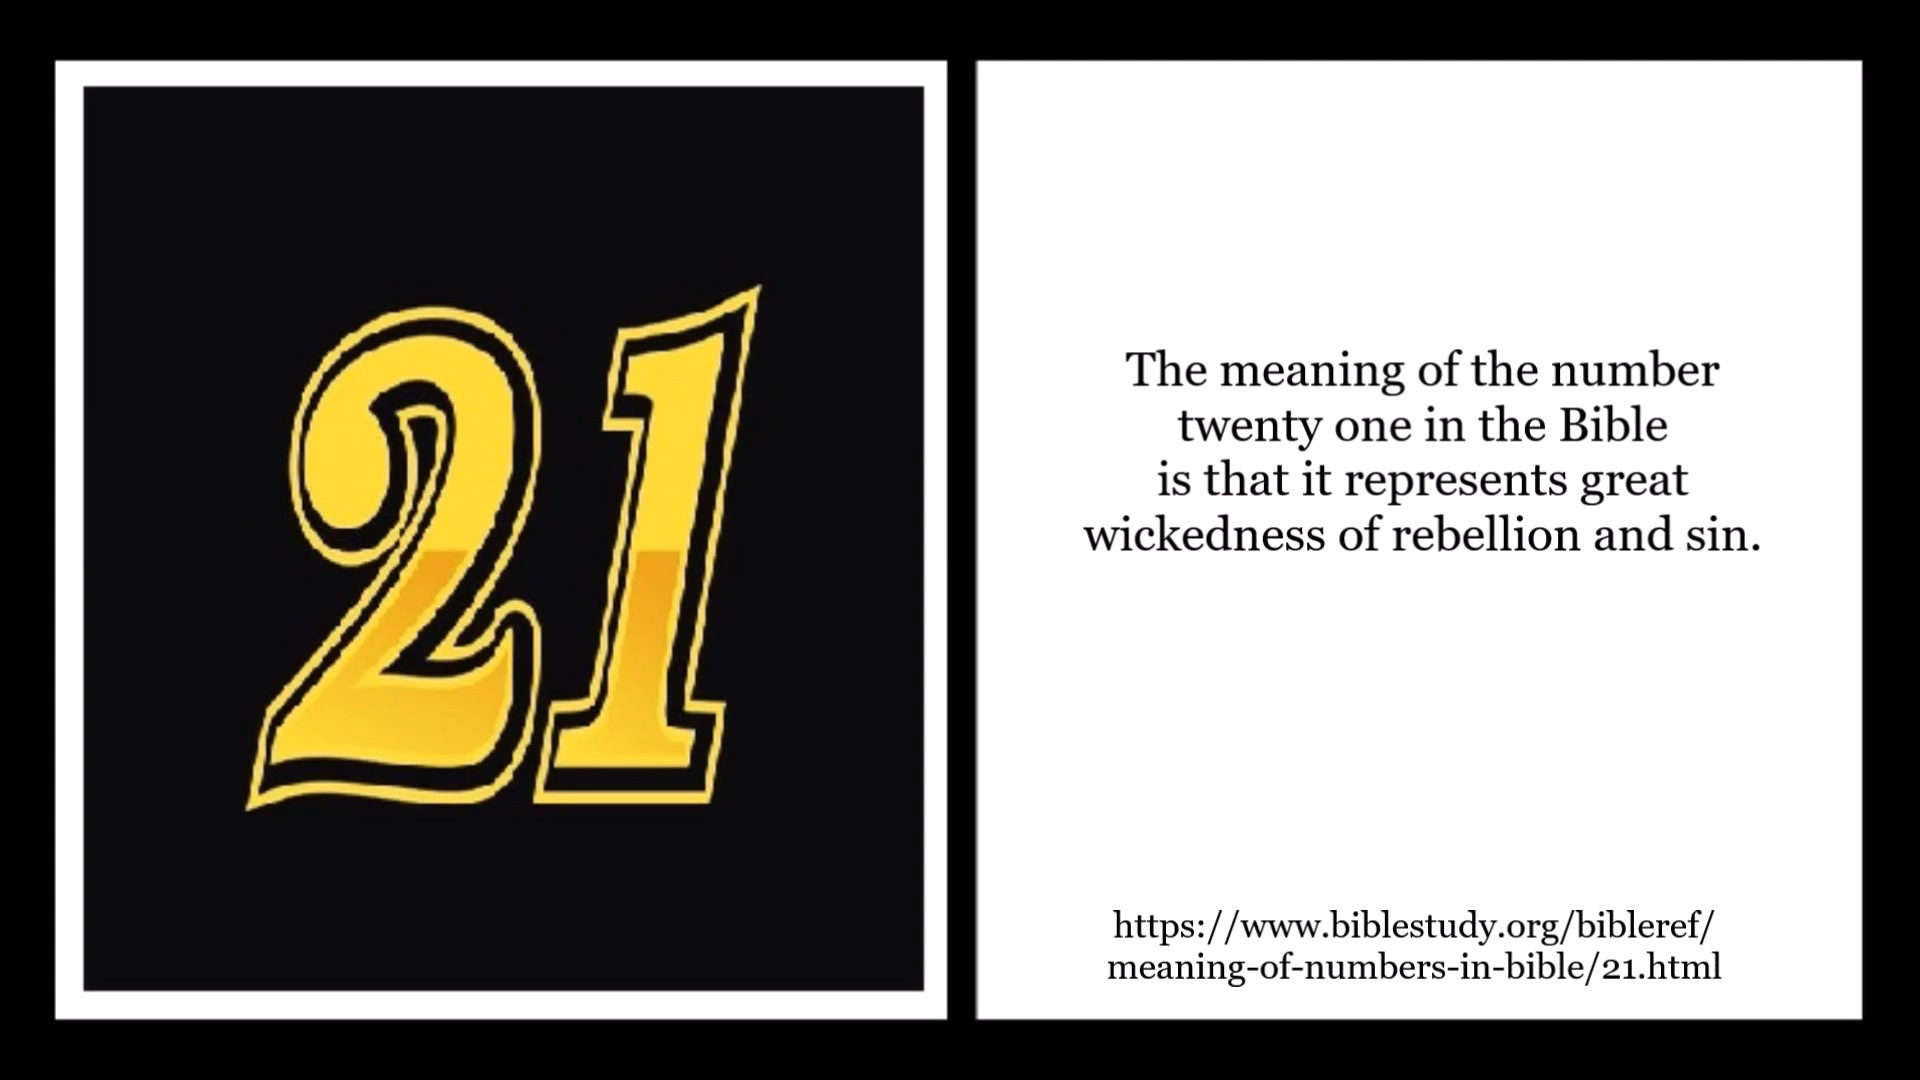 21
The meaning of the number
twenty one in the Bible
is that it represents great
wickedness of rebellion and sin.
https://www.biblestudy.org/bibleref/
meaning-of-numbers-in-bible/21.html